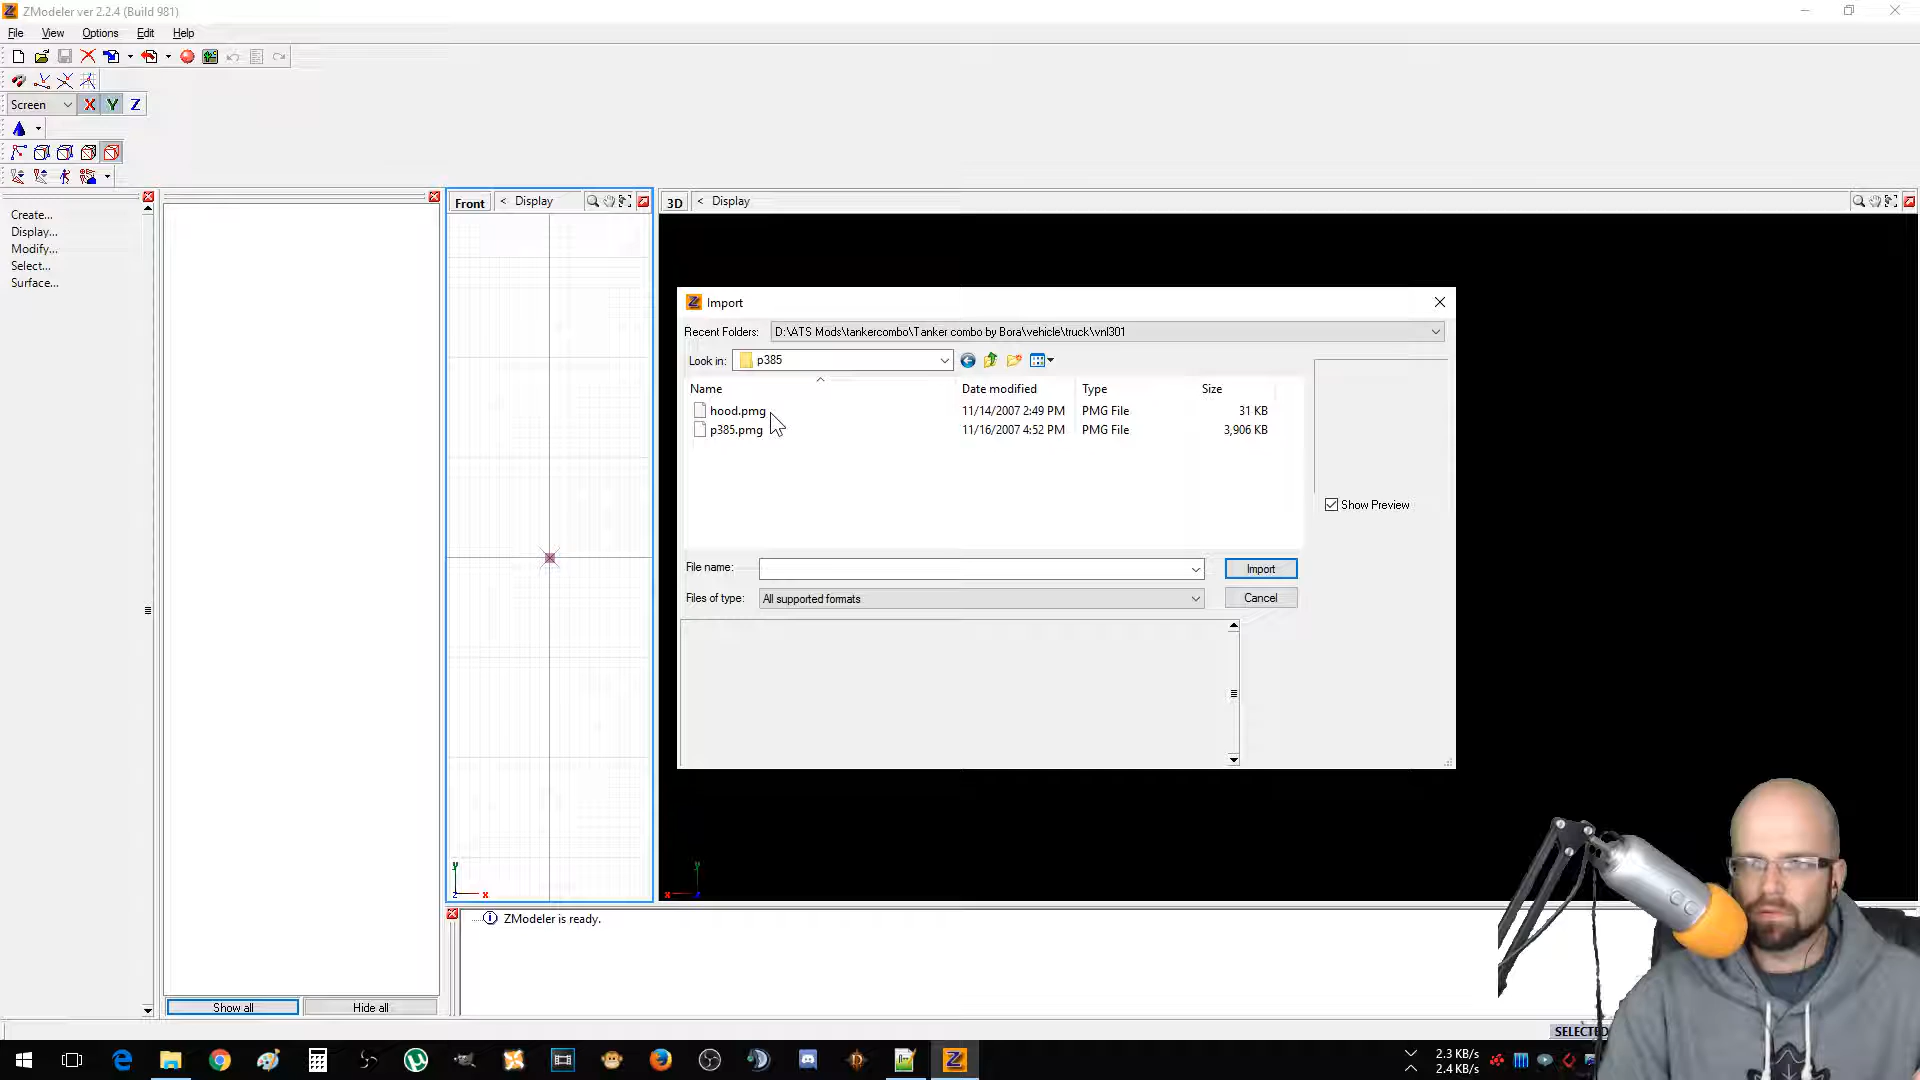 ZModeler ver 2.2.4 (Build 981)
File View Options Edit Help
Screen X Y Z
Create...
Display...
Modify...
Select...
Surface...
Front < Display
3D < Display
Import
Recent Folders: D:\ATS Mods\tankercombo\Tanker combo by Bora\vehicle\truck\vnl301
Look in: p385
Name Date modified Type Size
hood.pmg 11/14/2007 2:49 PM PMG File 31 KB
p385.pmg 11/16/2007 4:52 PM PMG File 3,906 KB
Show Preview
File name: Import
Files of type: All supported formats Cancel
y
z x
x y
ZModeler is ready.
Show all Hide all
SELECTED
2.3 KB/s
2.4 KB/s